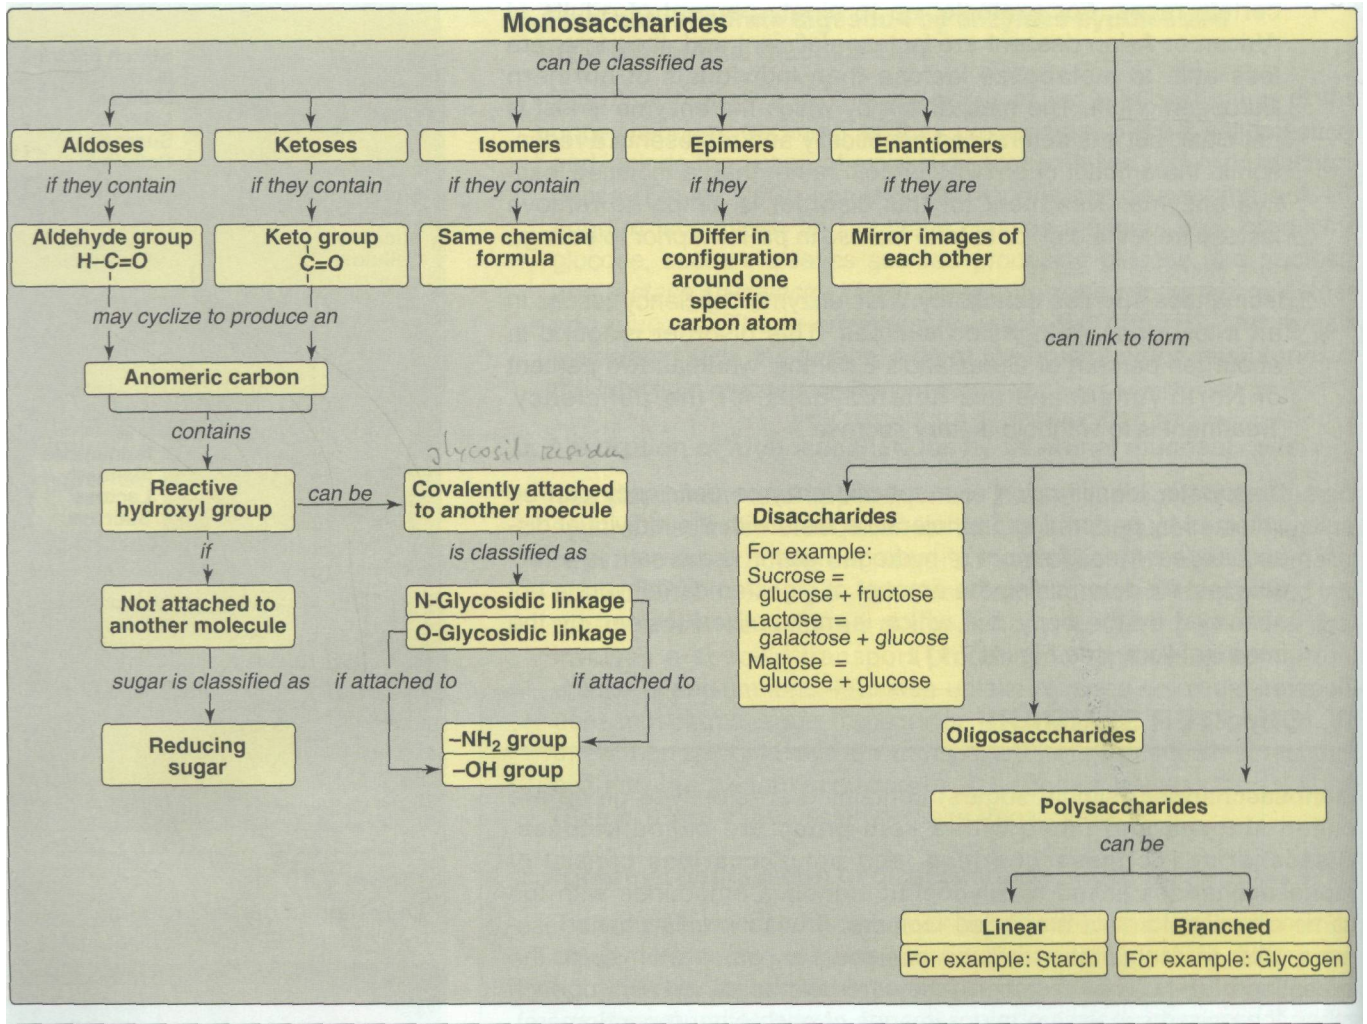 Monosaccharides
can be classified as
Aldoses
Ketoses
Isomers
Epimers
Enantiomers
if they contain
if they contain
if they contain
if they
if they are
Aldehyde group
H–C=O
Keto group
C=O
Same chemical
formula
Differ in
configuration
around one
specific
carbon atom
Mirror images of
each other
may cyclize to produce an
can link to form
Anomeric carbon
contains
Reactive
hydroxyl group
can be
glycosil
Covalently attached
to another moecule
if
is classified as
Not attached to
another molecule
N-Glycosidic linkage
O-Glycosidic linkage
sugar is classified as
if attached to
if attached to
Reducing
sugar
–NH₂ group
–OH group
Disaccharides
For example:
Sucrose =
glucose + fructose
Lactose =
galactose + glucose
Maltose =
glucose + glucose
Oligosacccharides
Polysaccharides
can be
Linear
For example: Starch
Branched
For example: Glycogen